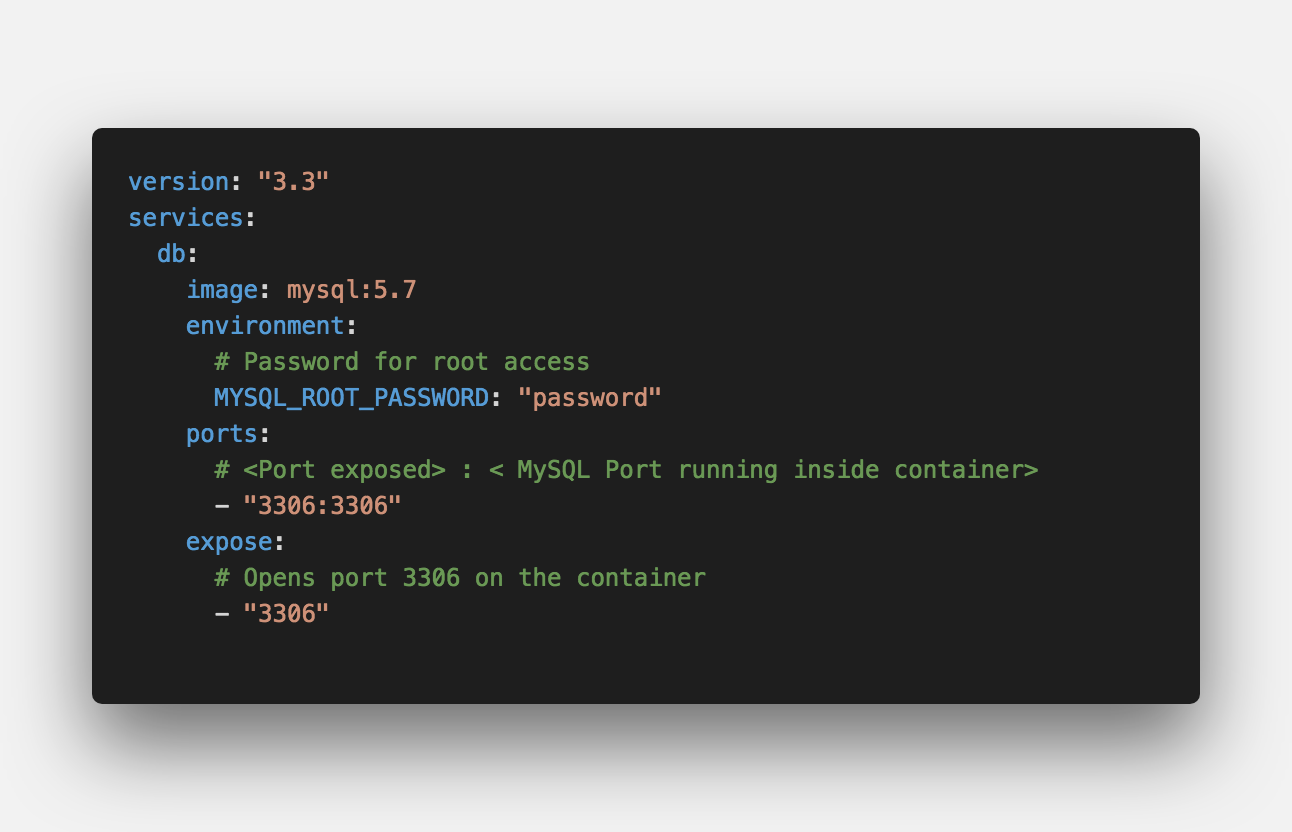 version: "3.3"
services:
  db:
    image: mysql:5.7
    environment:
      # Password for root access
      MYSQL_ROOT_PASSWORD: "password"
    ports:
      # <Port exposed> : < MySQL Port running inside container>
      - "3306:3306"
    expose:
      # Opens port 3306 on the container
      - "3306"